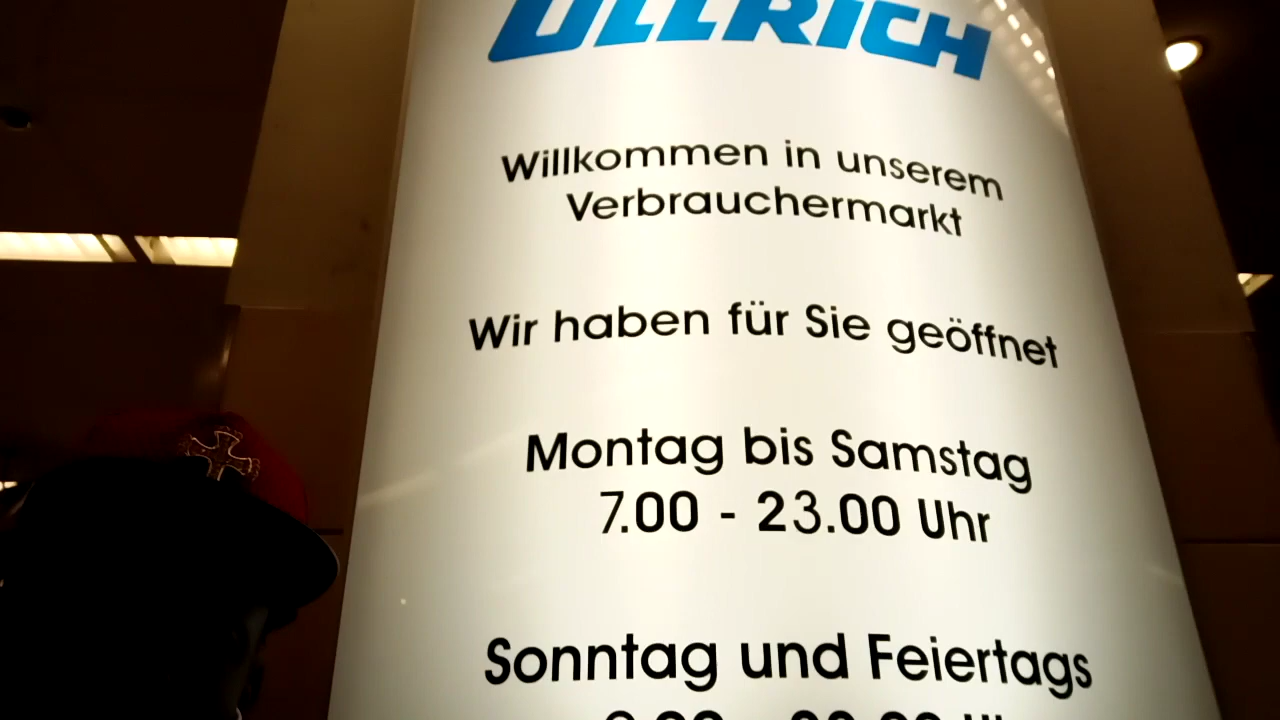 ULLRICH
Willkommen in unserem
Verbrauchermarkt
Wir haben für Sie geöffnet
Montag bis Samstag
7.00 - 23.00 Uhr
Sonntag und Feiertags